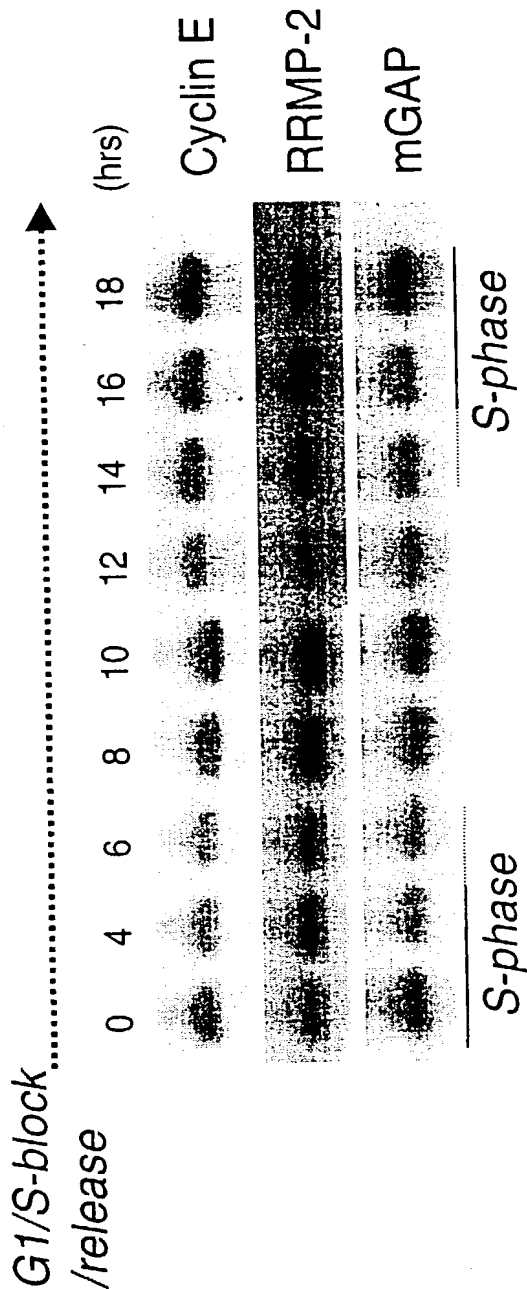 G1/S-block
/release
0 4 6 8 10 12 14 16 18 (hrs)
Cyclin E
RRMP-2
mGAP
S-phase S-phase